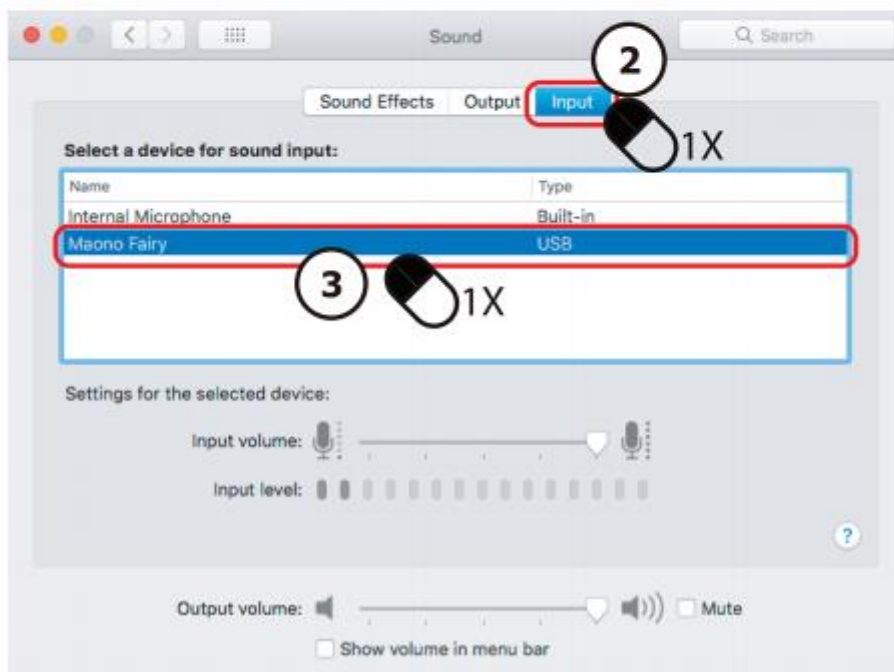 Sound
Search
2
Sound Effects Output Input
1X
Select a device for sound input:
Name Type
Internal Microphone Built-in
Maono Fairy USB
3
1X
Settings for the selected device:
Input volume:
Input level:
?
Output volume: Mute
Show volume in menu bar